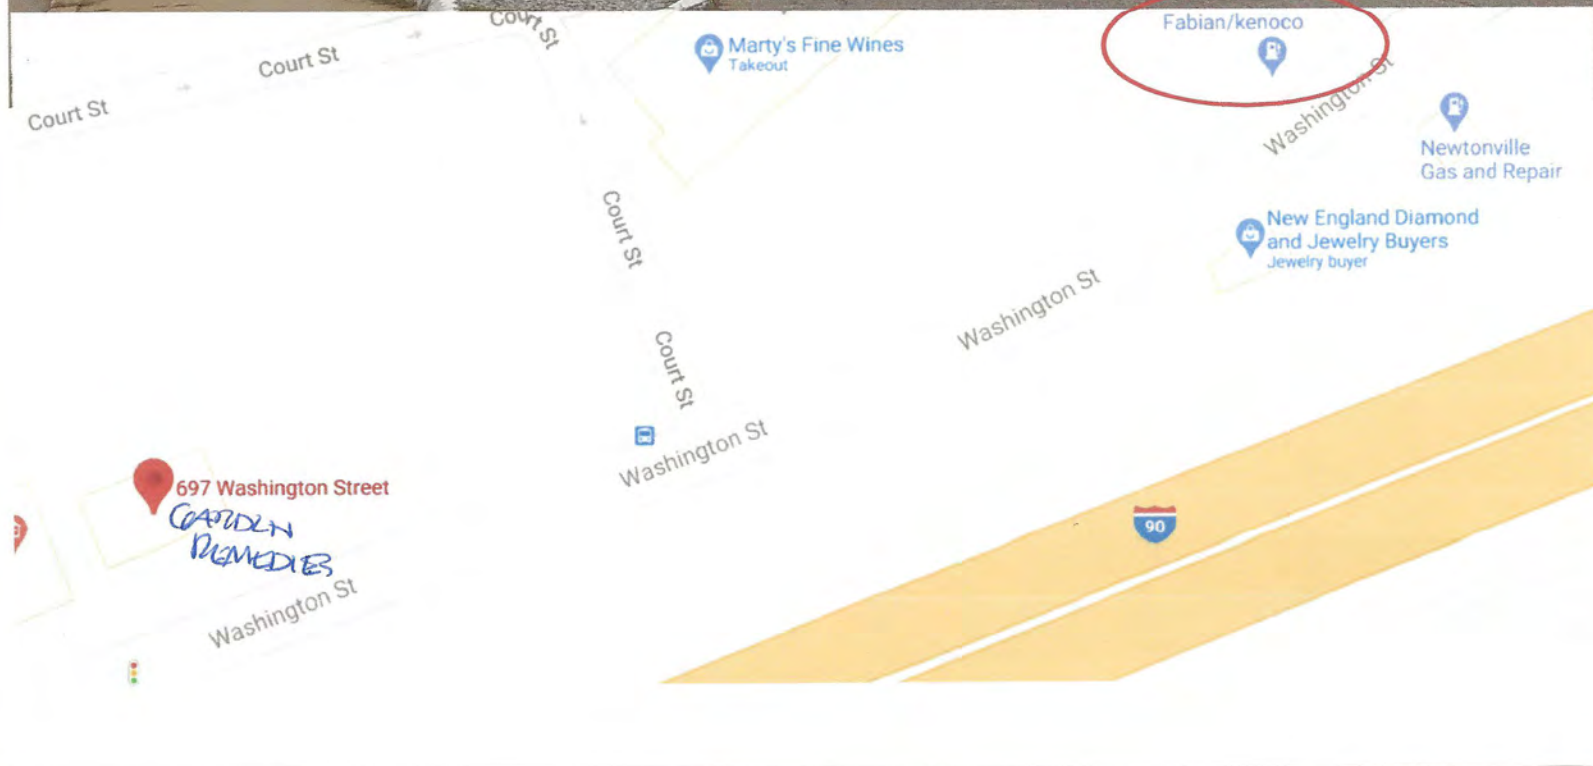 Court St
Fabian/kenoco
Marty's Fine Wines
Takeout
Court St
Washington St
Court St
Newtonville
Gas and Repair
Court St
New England Diamond
and Jewelry Buyers
Jewelry buyer
Washington St
Court St
Washington St
90
697 Washington Street
GARDEN
REMEDIES
Washington St